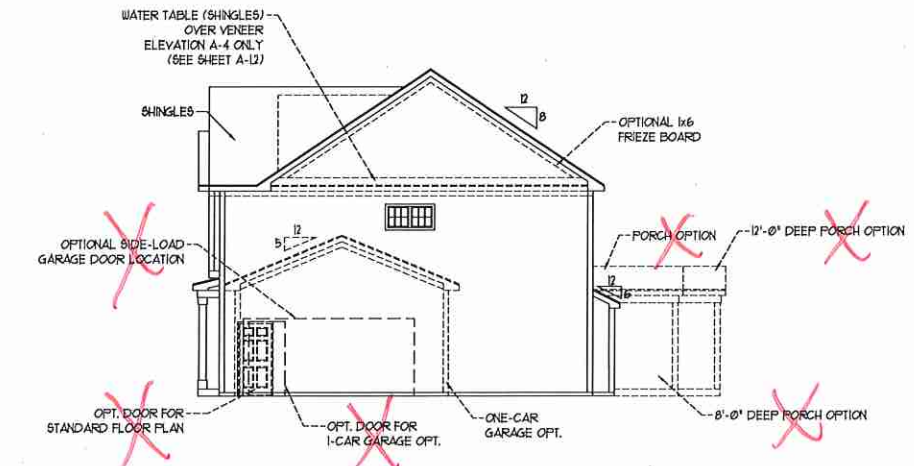 WATER TABLE (SHINGLES)
OVER VENEER
ELEVATION A-4 ONLY
(SEE SHEET A-12)
SHINGLES
12
8
OPTIONAL 1x6
FRIEZE BOARD
OPTIONAL SIDE-LOAD
GARAGE DOOR LOCATION
12
5
PORCH OPTION
12'-0" DEEP PORCH OPTION
12
6
OPT. DOOR FOR
STANDARD FLOOR PLAN
OPT. DOOR FOR
1-CAR GARAGE OPT.
ONE-CAR
GARAGE OPT.
8'-0" DEEP PORCH OPTION